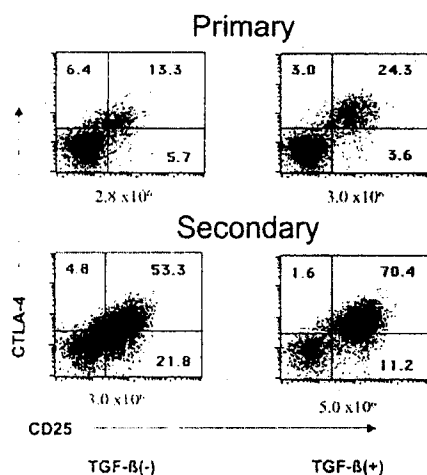 Primary
6.4 13.3
5.7
3.0 24.3
3.6
2.8 x10⁶ 3.0 x10⁶
Secondary
4.8 53.3
21.8
1.6 70.4
11.2
3.0 x10⁶ 5.0 x10⁶
CTLA-4
CD25
TGF-ß(-) TGF-ß(+)